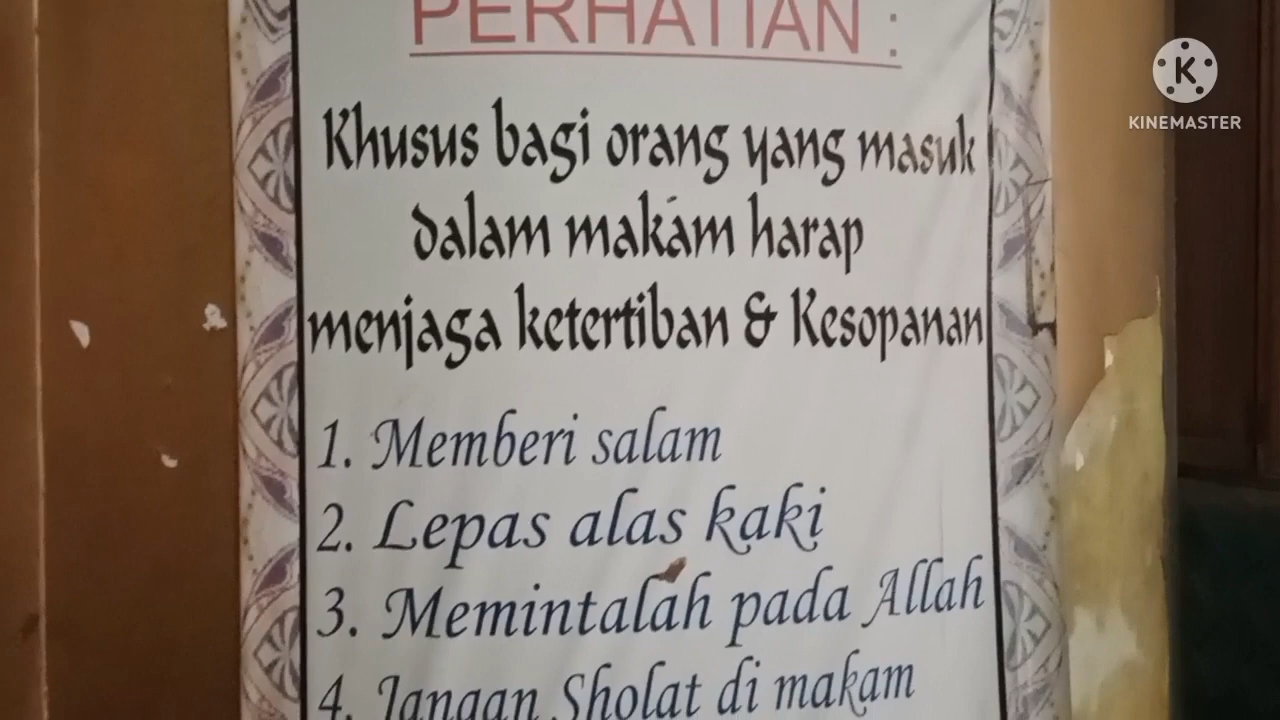 PERHATIAN :
Khusus bagi orang yang masuk
dalam makam harap
menjaga ketertiban & Kesopanan
1. Memberi salam
2. Lepas alas kaki
3. Memintalah pada Allah
4. Jangan Sholat di makam
K
KINEMASTER